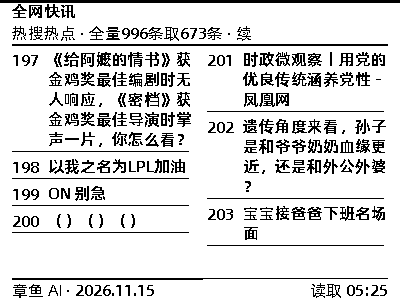 全网快讯
热搜热点·全量996条取673条·续
197 《给阿嬷的情书》获
金鸡奖最佳编剧时无
人响应，《密档》获
金鸡奖最佳导演时掌
声一片，你怎么看？
198 以我之名为LPL加油
199 ON 别急
200 （）（）（）
201 时政微观察丨用党的
优良传统涵养党性 -
凤凰网
202 遗传角度来看，孙子
是和爷爷奶奶血缘更
近，还是和外公外婆
？
203 宝宝接爸爸下班名场
面
章鱼 AI · 2026.11.15
读取 05:25